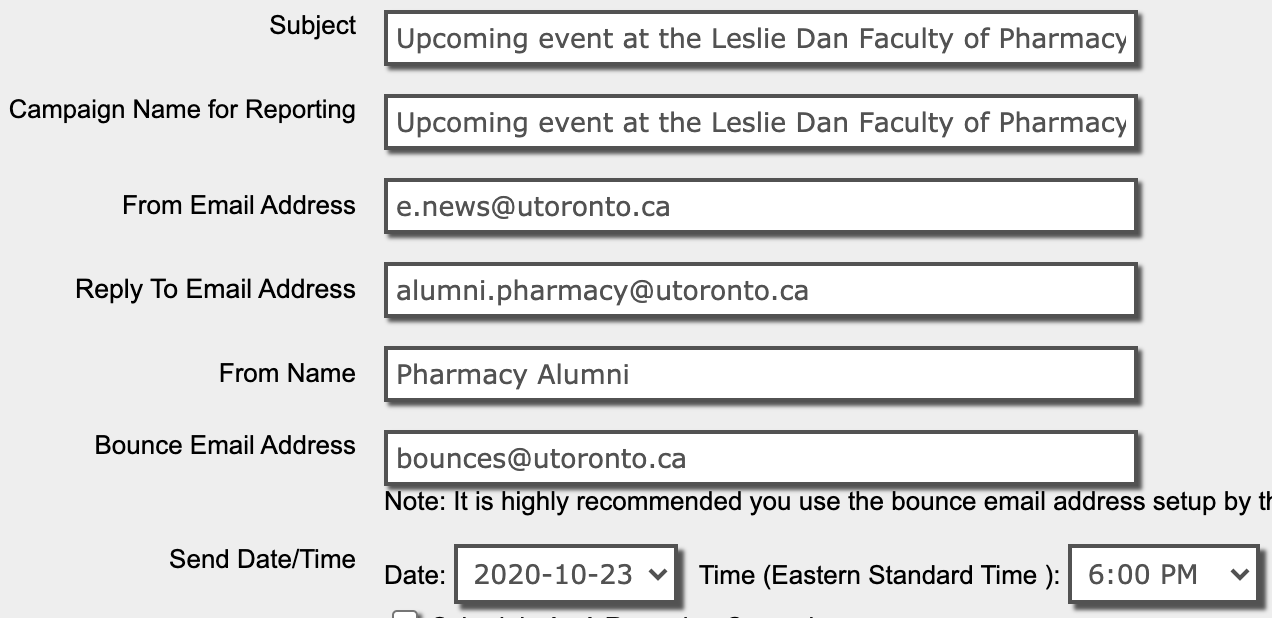 Subject Upcoming event at the Leslie Dan Faculty of Pharmacy
Campaign Name for Reporting Upcoming event at the Leslie Dan Faculty of Pharmacy
From Email Address e.news@utoronto.ca
Reply To Email Address alumni.pharmacy@utoronto.ca
From Name Pharmacy Alumni
Bounce Email Address bounces@utoronto.ca
Note: It is highly recommended you use the bounce email address setup by
Send Date/Time Date: 2020-10-23 Time (Eastern Standard Time ): 6:00 PM